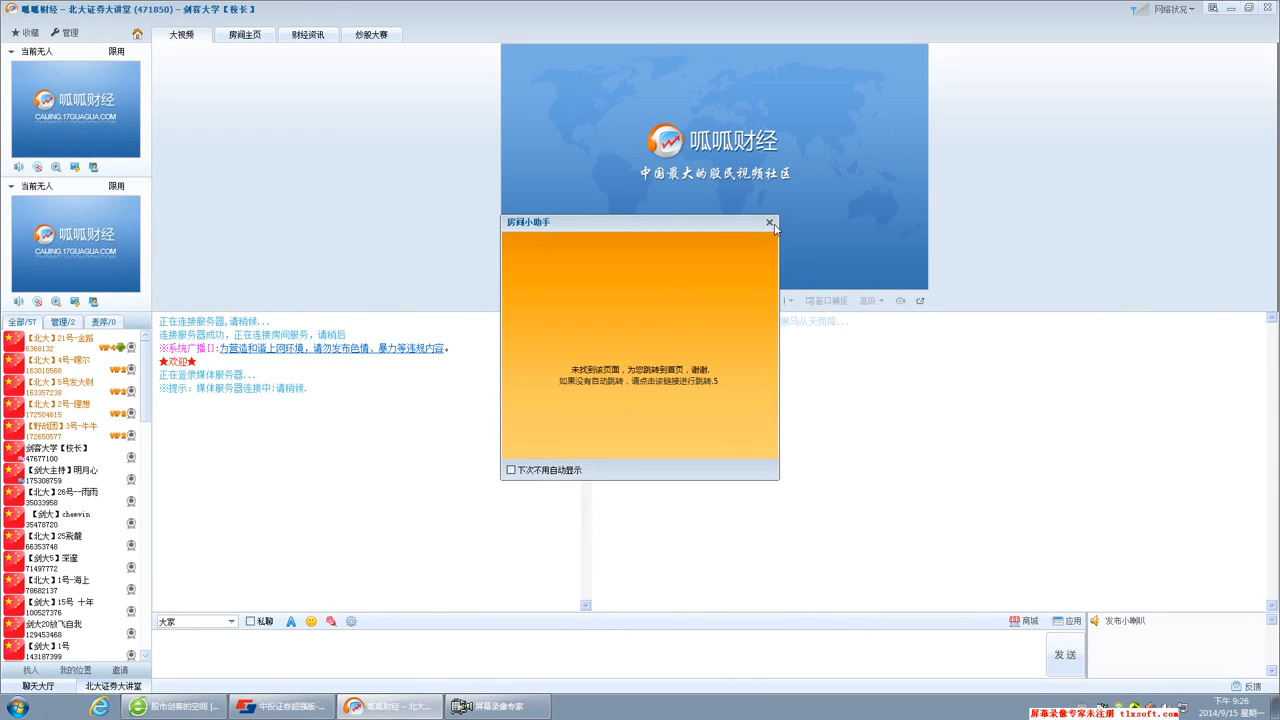 呱呱财经 – 北大证券大讲堂 (471850) – 剑客大学【校长】
网络状况
收藏 管理
大视频 房间主页 财经资讯 炒股大赛
当前无人 限用
呱呱财经
CAIJING.17GUAGUA.COM
当前无人 限用
呱呱财经
CAIJING.17GUAGUA.COM
呱呱财经
中国最大的股民视频社区
窗口捕捉 高级
房间小助手
未找到该页面，为您跳转到首页，谢谢.
如果没有自动跳转，请点击该链接进行跳转.5
下次不用自动显示
正在连接服务器,请稍候...
连接服务器成功，正在连接房间服务，请稍后
※系统广播[]:为营造和谐上网环境，请勿发布色情、暴力等违规内容。
★欢迎★
正在登录媒体服务器...
※提示：媒体服务器连接中!请稍候.
黑马从天而降...
全部/57 管理/2 麦序/0
【北大】21号-金路
6368132
【北大】4号-曙尔
163010568
【北大】5号发大财
163357238
【北大】2号-理想
172504815
【野战团】3号-牛牛
172650577
剑客大学【校长】
47677100
【剑大主持】明月心
175308759
【北大】26号--雨雨
35033958
【剑大】chenvin
35478720
【北大】25飛龍
66353748
【剑大5】深邃
71497772
【北大】1号-海上
78682137
【剑大】15号 十年
100527376
剑大20放飞自我
129453468
【剑大】1号
143187399
找人 我的位置 邀请
聊天大厅 北大证券大讲堂
大家 私聊
商城 应用
发布小喇叭
发送
反馈
股市剑客的空间 [...
中投证券超强版-...
呱呱财经 – 北大...
屏幕录像专家
下午 9:26
2014/9/15 星期一
屏幕录像专家未注册 tlxsoft.com